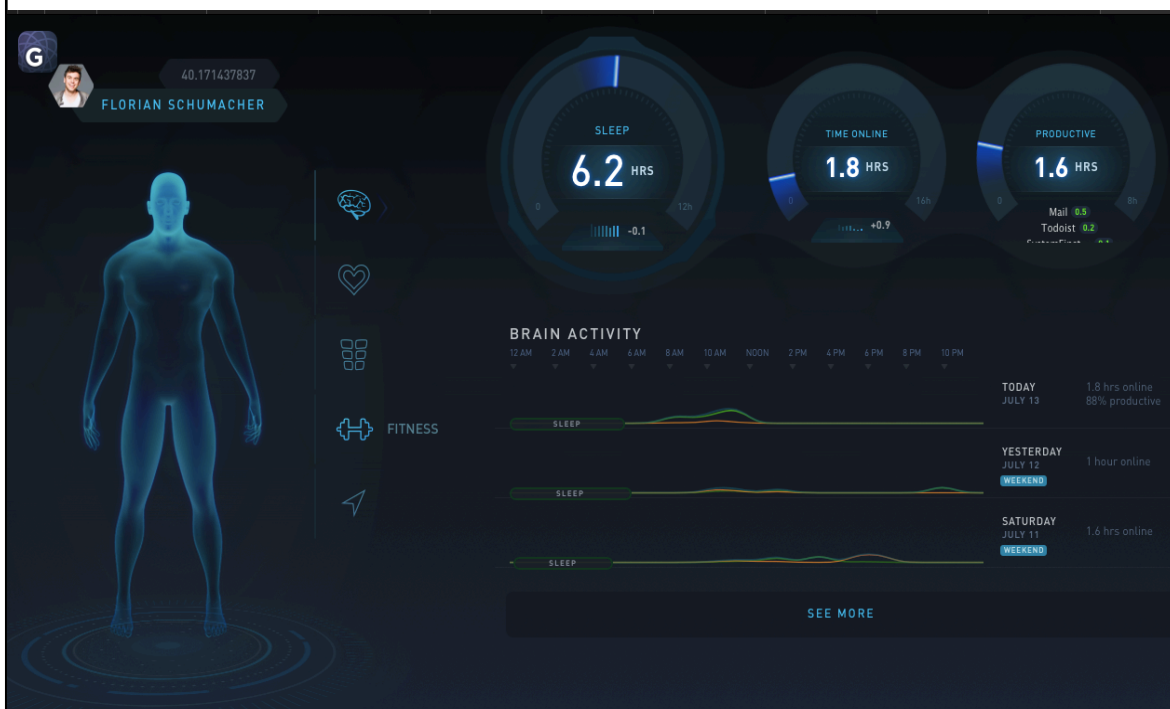 G
40.171437837
FLORIAN SCHUMACHER
FITNESS
SLEEP
6.2 HRS
0 12h
-0.1
TIME ONLINE
1.8 HRS
0 16h
+0.9
PRODUCTIVE
1.6 HRS
0 8h
Mail 0.5
Todoist 0.2
BRAIN ACTIVITY
12 AM 2 AM 4 AM 6 AM 8 AM 10 AM NOON 2 PM 4 PM 6 PM 8 PM 10 PM
SLEEP
TODAY
JULY 13
1.8 hrs online
88% productive
SLEEP
YESTERDAY
JULY 12
WEEKEND
1 hour online
SLEEP
SATURDAY
JULY 11
WEEKEND
1.6 hrs online
SEE MORE